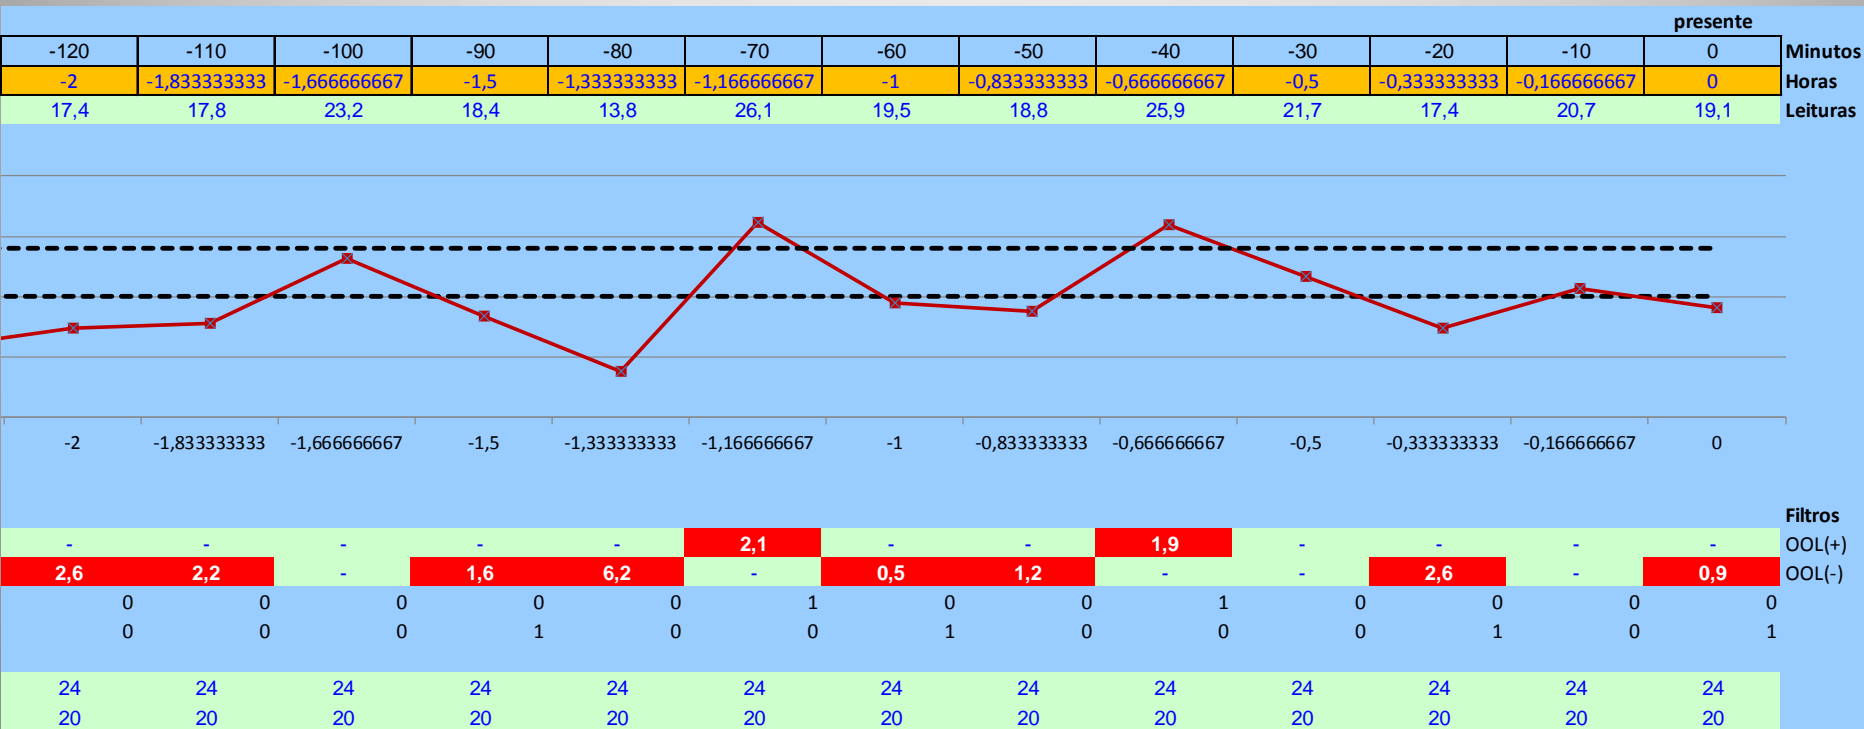 presente
-120 -110 -100 -90 -80 -70 -60 -50 -40 -30 -20 -10 0 Minutos
-2 -1,833333333 -1,666666667 -1,5 -1,333333333 -1,166666667 -1 -0,833333333 -0,666666667 -0,5 -0,333333333 -0,166666667 0 Horas
17,4 17,8 23,2 18,4 13,8 26,1 19,5 18,8 25,9 21,7 17,4 20,7 19,1 Leituras
-2 -1,833333333 -1,666666667 -1,5 -1,333333333 -1,166666667 -1 -0,833333333 -0,666666667 -0,5 -0,333333333 -0,166666667 0
Filtros
- - - - - 2,1 - - 1,9 - - - - OOL(+)
2,6 2,2 - 1,6 6,2 - 0,5 1,2 - - 2,6 - 0,9 OOL(-)
0 0 0 0 0 1 0 0 1 0 0 0 0
0 0 0 1 0 0 1 0 0 0 1 0 1
24 24 24 24 24 24 24 24 24 24 24 24 24
20 20 20 20 20 20 20 20 20 20 20 20 20